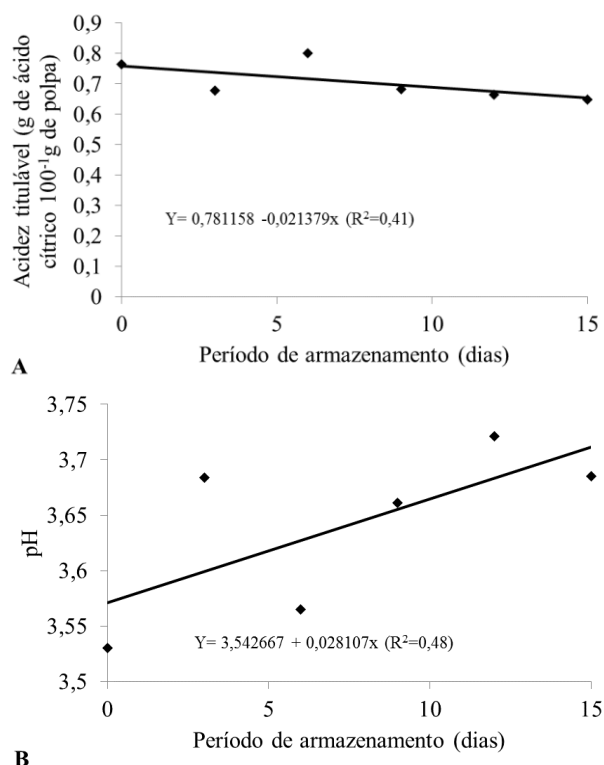 Acidez titulável (g de ácido
cítrico 100⁻¹g de polpa)
0,9
0,8
0,7
0,6
0,5
0,4
0,3
0,2
0,1
0
Y= 0,781158 -0,021379x (R²=0,41)
0 5 10 15
Período de armazenamento (dias)
A
pH
3,75
3,7
3,65
3,6
3,55
3,5
Y= 3,542667 + 0,028107x (R²=0,48)
0 5 10 15
Período de armazenamento (dias)
B